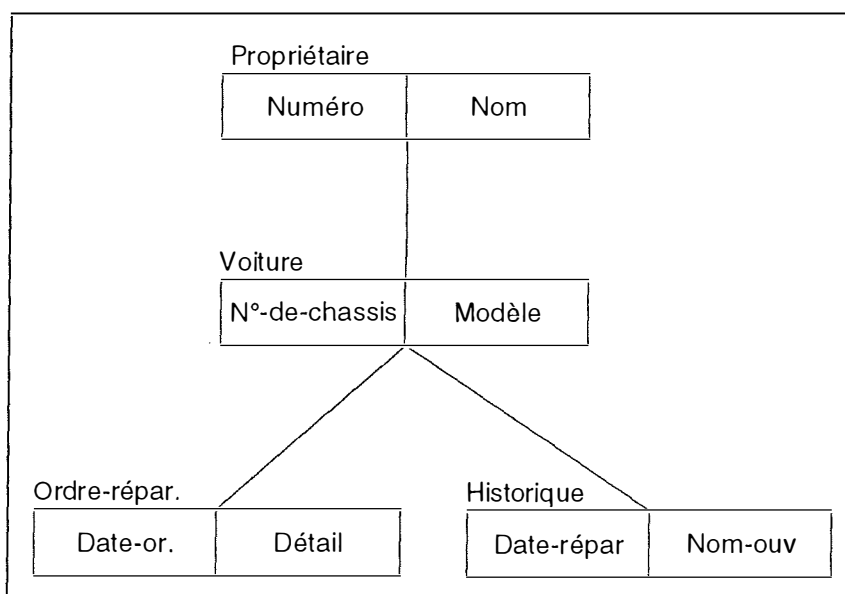 Propriétaire
Numéro Nom
Voiture
N°-de-chassis Modèle
Ordre-répar.
Date-or. Détail
Historique
Date-répar Nom-ouv